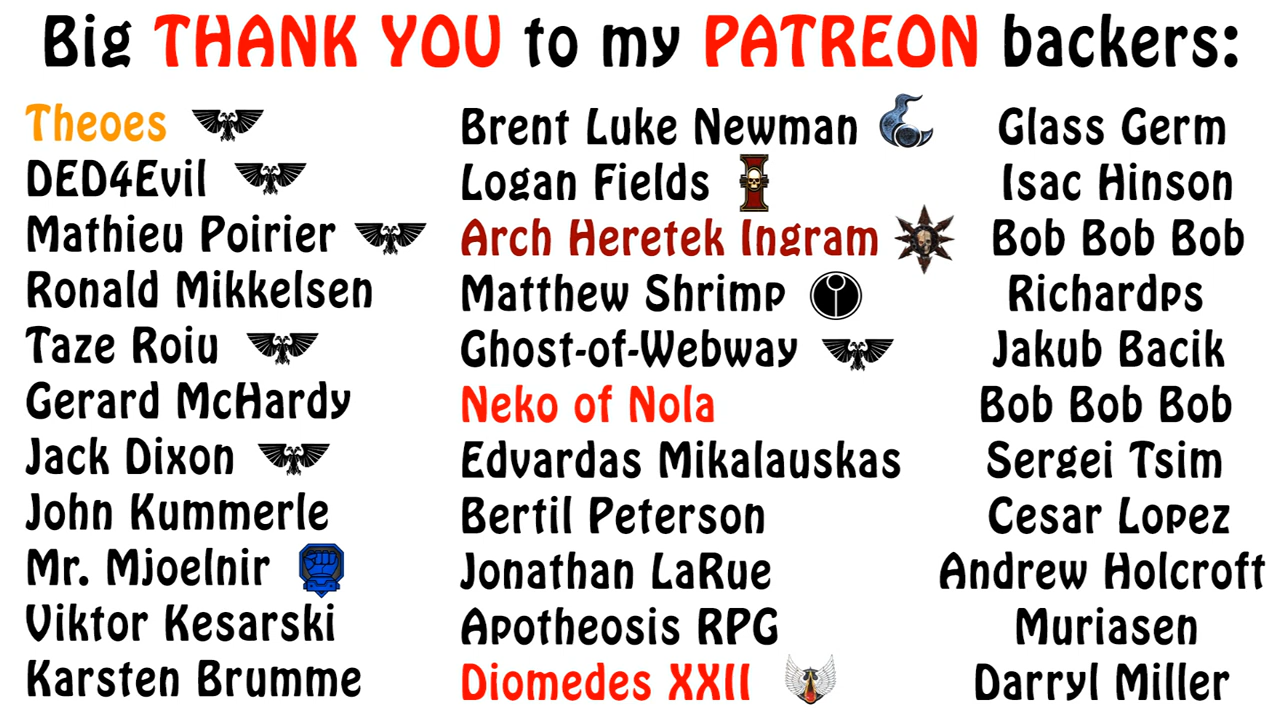 Big THANK YOU to my PATREON backers:
Theoes
DED4Evil
Mathieu Poirier
Ronald Mikkelsen
Taze Roiu
Gerard McHardy
Jack Dixon
John Kummerle
Mr. Mjoelnir
Viktor Kesarski
Karsten Brumme
Brent Luke Newman
Logan Fields
Arch Heretek Ingram
Matthew Shrimp
Ghost-of-Webway
Neko of Nola
Edvardas Mikalauskas
Bertil Peterson
Jonathan LaRue
Apotheosis RPG
Diomedes XXII
Glass Germ
Isac Hinson
Bob Bob Bob
Richardps
Jakub Bacik
Bob Bob Bob
Sergei Tsim
Cesar Lopez
Andrew Holcroft
Muriasen
Darryl Miller